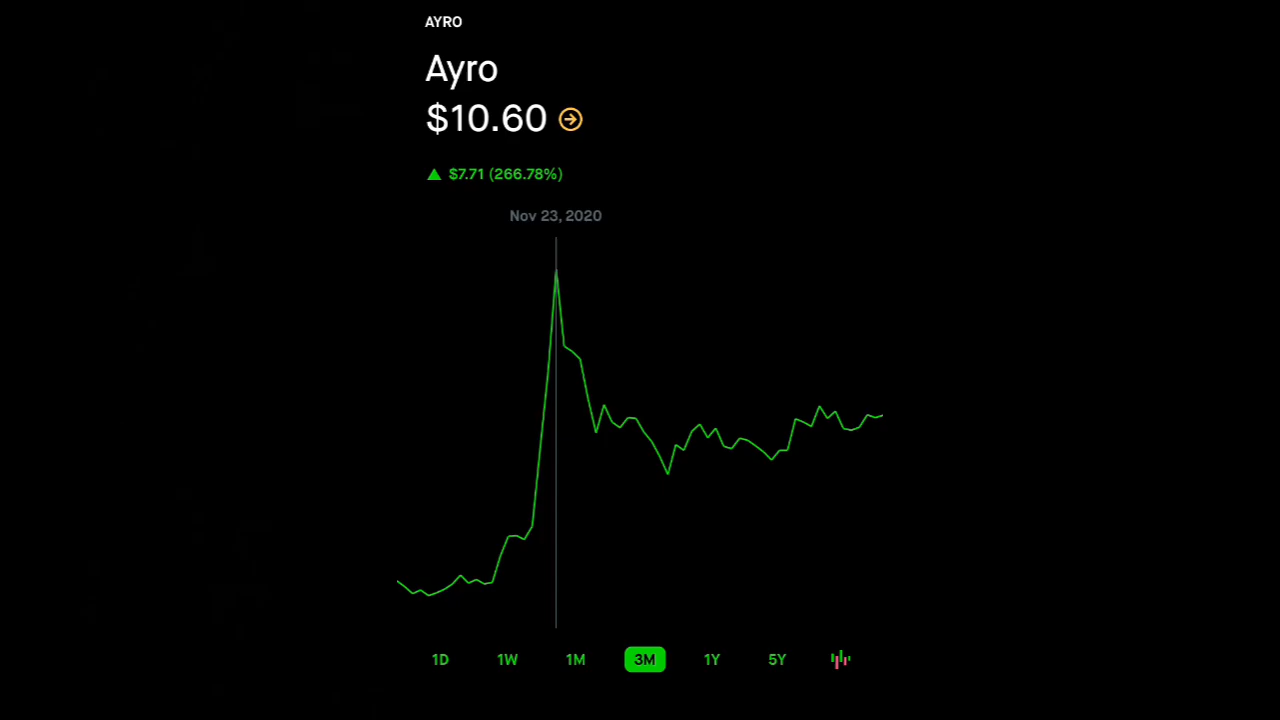 AYRO
Ayro
$10.60
$7.71 (266.78%)
Nov 23, 2020
1D 1W 1M 3M 1Y 5Y